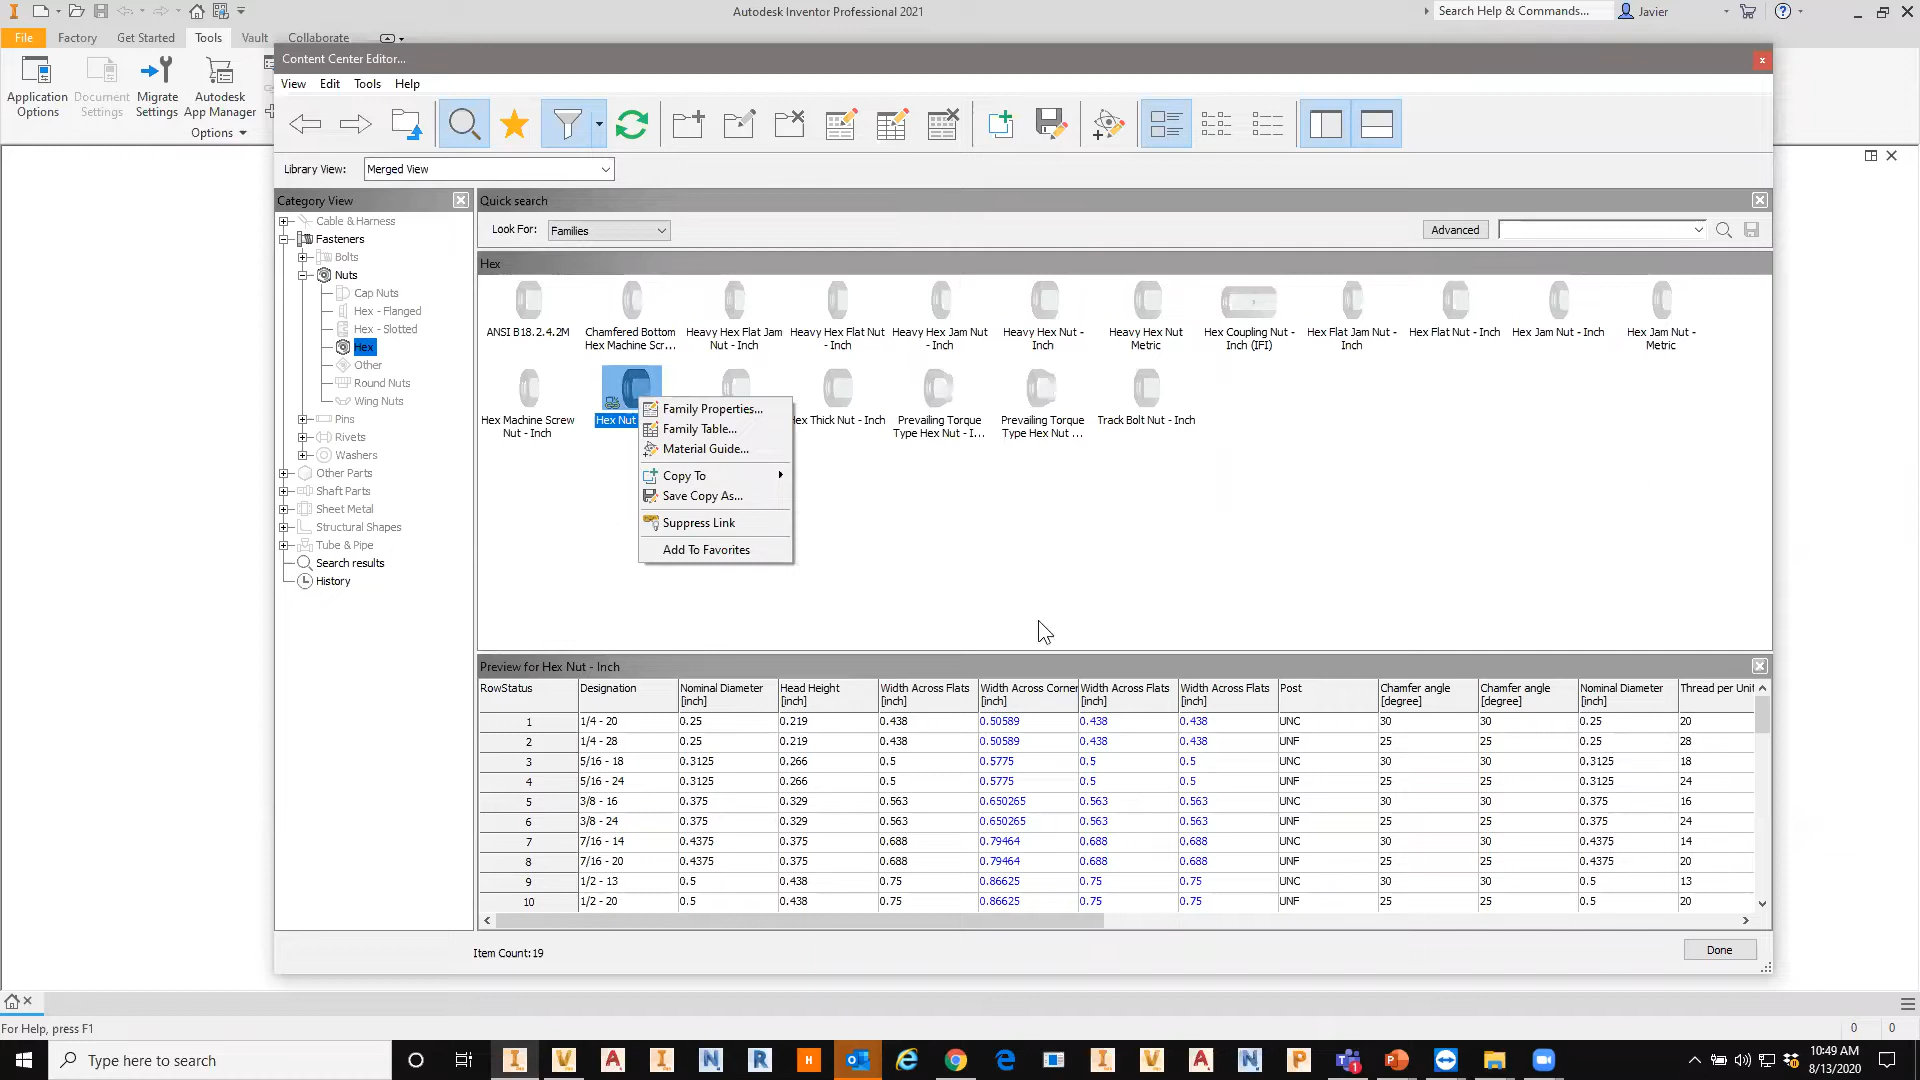 Autodesk Inventor Professional 2021
Search Help & Commands...
Javier
File Factory Get Started Tools Vault Collaborate
Application Options
Document Settings
Migrate Settings
Autodesk App Manager
Options
Content Center Editor...
View Edit Tools Help
Library View: Merged View
Category View
Cable & Harness
Fasteners
Bolts
Nuts
Cap Nuts
Hex - Flanged
Hex - Slotted
Hex
Other
Round Nuts
Wing Nuts
Pins
Rivets
Washers
Other Parts
Shaft Parts
Sheet Metal
Structural Shapes
Tube & Pipe
Search results
History
Quick search
Look For: Families
Advanced
Hex
ANSI B18.2.4.2M
Chamfered Bottom Hex Machine Scr...
Heavy Hex Flat Jam Nut - Inch
Heavy Hex Flat Nut - Inch
Heavy Hex Jam Nut - Inch
Heavy Hex Nut - Inch
Heavy Hex Nut Metric
Hex Coupling Nut - Inch (IFI)
Hex Flat Jam Nut - Inch
Hex Flat Nut - Inch
Hex Jam Nut - Inch
Hex Jam Nut - Metric
Hex Machine Screw Nut - Inch
Hex Nut
ex Thick Nut - Inch
Prevailing Torque Type Hex Nut - I...
Prevailing Torque Type Hex Nut ...
Track Bolt Nut - Inch
Family Properties...
Family Table...
Material Guide...
Copy To
Save Copy As...
Suppress Link
Add To Favorites
Preview for Hex Nut - Inch
RowStatus Designation Nominal Diameter [inch] Head Height [inch] Width Across Flats [inch] Width Across Corner [inch] Width Across Flats [inch] Width Across Flats [inch] Post Chamfer angle [degree] Chamfer angle [degree] Nominal Diameter [inch] Thread per Unit
1 1/4 - 20 0.25 0.219 0.438 0.50589 0.438 0.438 UNC 30 30 0.25 20
2 1/4 - 28 0.25 0.219 0.438 0.50589 0.438 0.438 UNF 25 25 0.25 28
3 5/16 - 18 0.3125 0.266 0.5 0.5775 0.5 0.5 UNC 30 30 0.3125 18
4 5/16 - 24 0.3125 0.266 0.5 0.5775 0.5 0.5 UNF 25 25 0.3125 24
5 3/8 - 16 0.375 0.329 0.563 0.650265 0.563 0.563 UNC 30 30 0.375 16
6 3/8 - 24 0.375 0.329 0.563 0.650265 0.563 0.563 UNF 25 25 0.375 24
7 7/16 - 14 0.4375 0.375 0.688 0.79464 0.688 0.688 UNC 30 30 0.4375 14
8 7/16 - 20 0.4375 0.375 0.688 0.79464 0.688 0.688 UNF 25 25 0.4375 20
9 1/2 - 13 0.5 0.438 0.75 0.86625 0.75 0.75 UNC 30 30 0.5 13
10 1/2 - 20 0.5 0.438 0.75 0.86625 0.75 0.75 UNF 25 25 0.5 20
Item Count:19
Done
For Help, press F1
0 0
Type here to search
10:49 AM
8/13/2020